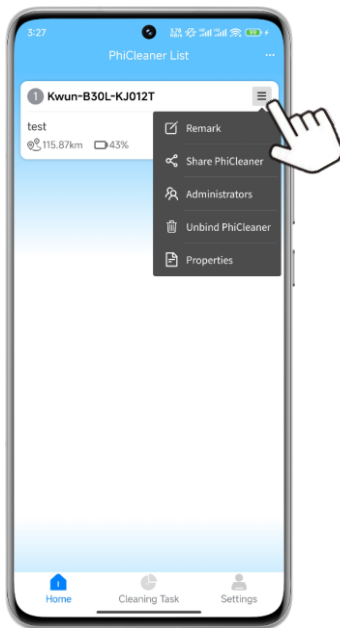 3:27
PhiCleaner List
1 Kwun-B30L-KJ012T
test
115.87km 43%
Remark
Share PhiCleaner
Administrators
Unbind PhiCleaner
Properties
Home Cleaning Task Settings